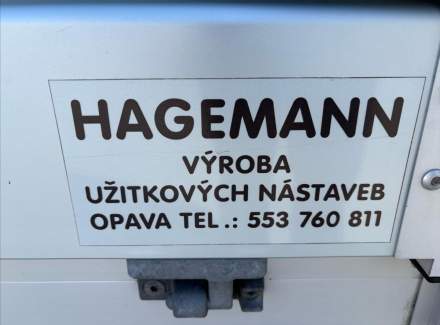 HAGEMANN
VÝROBA
UŽITKOVÝCH NÁSTAVEB
OPAVA TEL.: 553 760 811